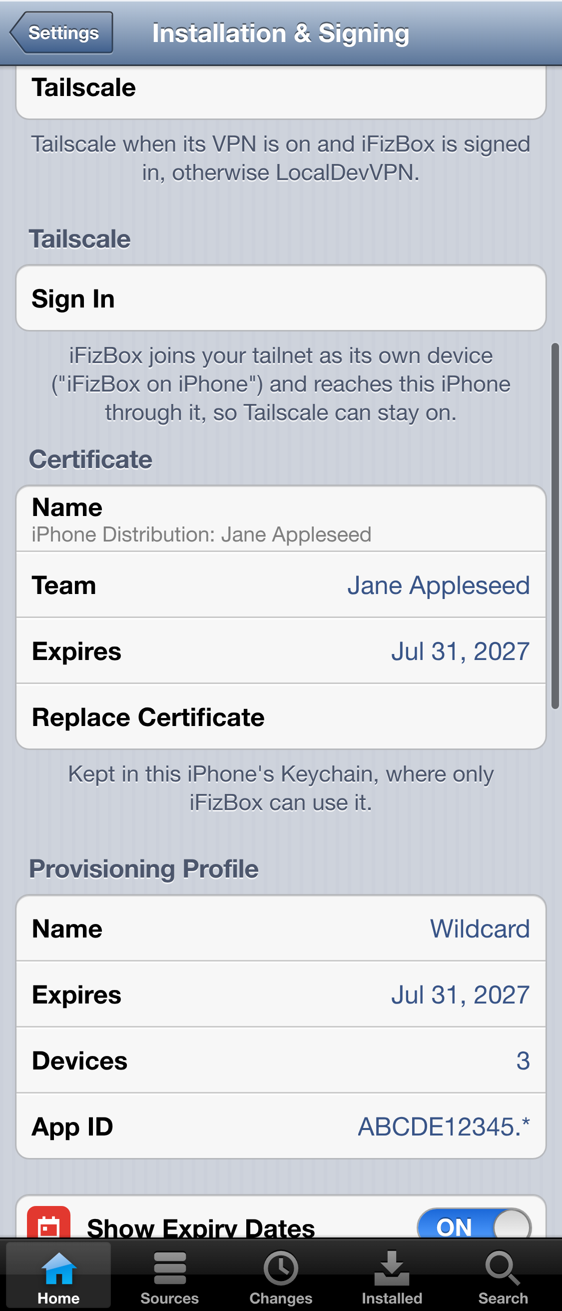 Settings
Installation & Signing
Tailscale
Tailscale when its VPN is on and iFizBox is signed
in, otherwise LocalDevVPN.
Tailscale
Sign In
iFizBox joins your tailnet as its own device
("iFizBox on iPhone") and reaches this iPhone
through it, so Tailscale can stay on.
Certificate
Name
iPhone Distribution: Jane Appleseed
Team Jane Appleseed
Expires Jul 31, 2027
Replace Certificate
Kept in this iPhone's Keychain, where only
iFizBox can use it.
Provisioning Profile
Name Wildcard
Expires Jul 31, 2027
Devices 3
App ID ABCDE12345.*
Show Expiry Dates ON
Home Sources Changes Installed Search